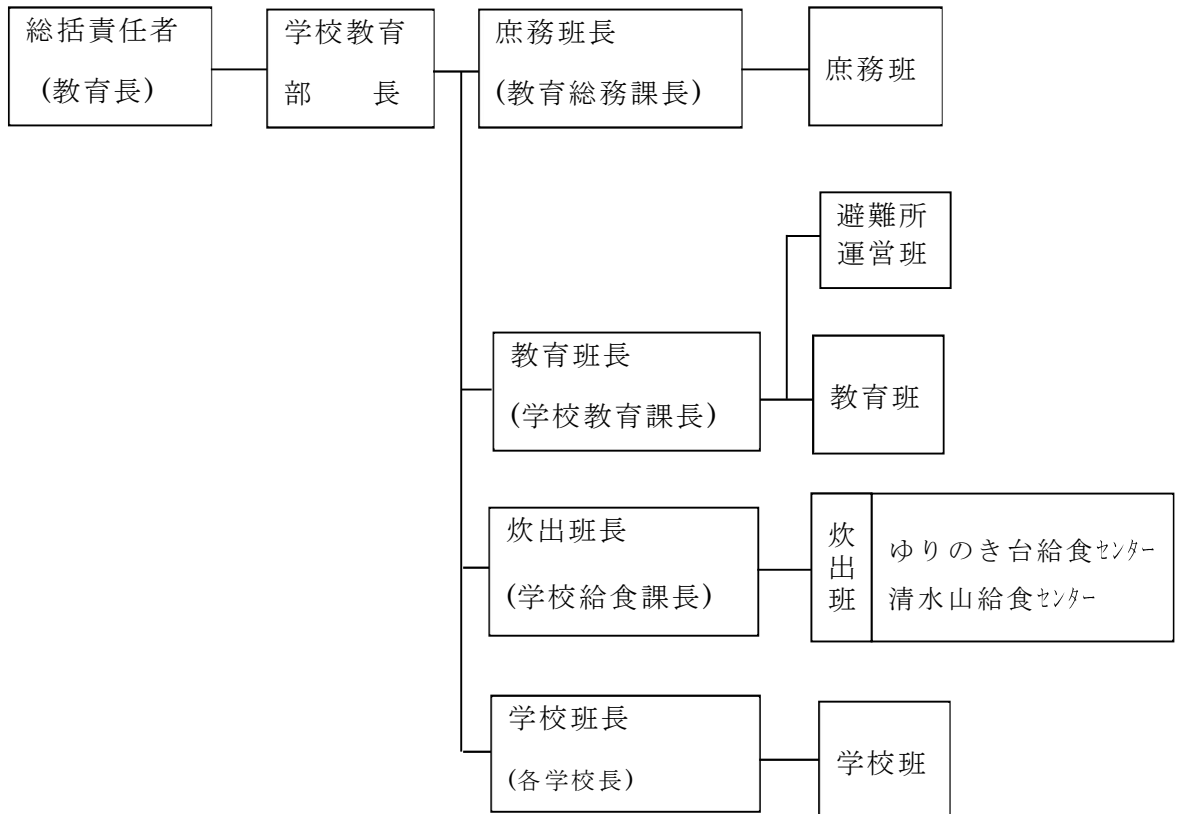 総括責任者
(教育長)
学校教育
部　　長
庶務班長
(教育総務課長)
庶務班
避難所
運営班
教育班長
(学校教育課長)
教育班
炊出班長
(学校給食課長)
炊出班
ゆりのき台給食ｾﾝﾀｰ
清水山給食ｾﾝﾀｰ
学校班長
(各学校長)
学校班